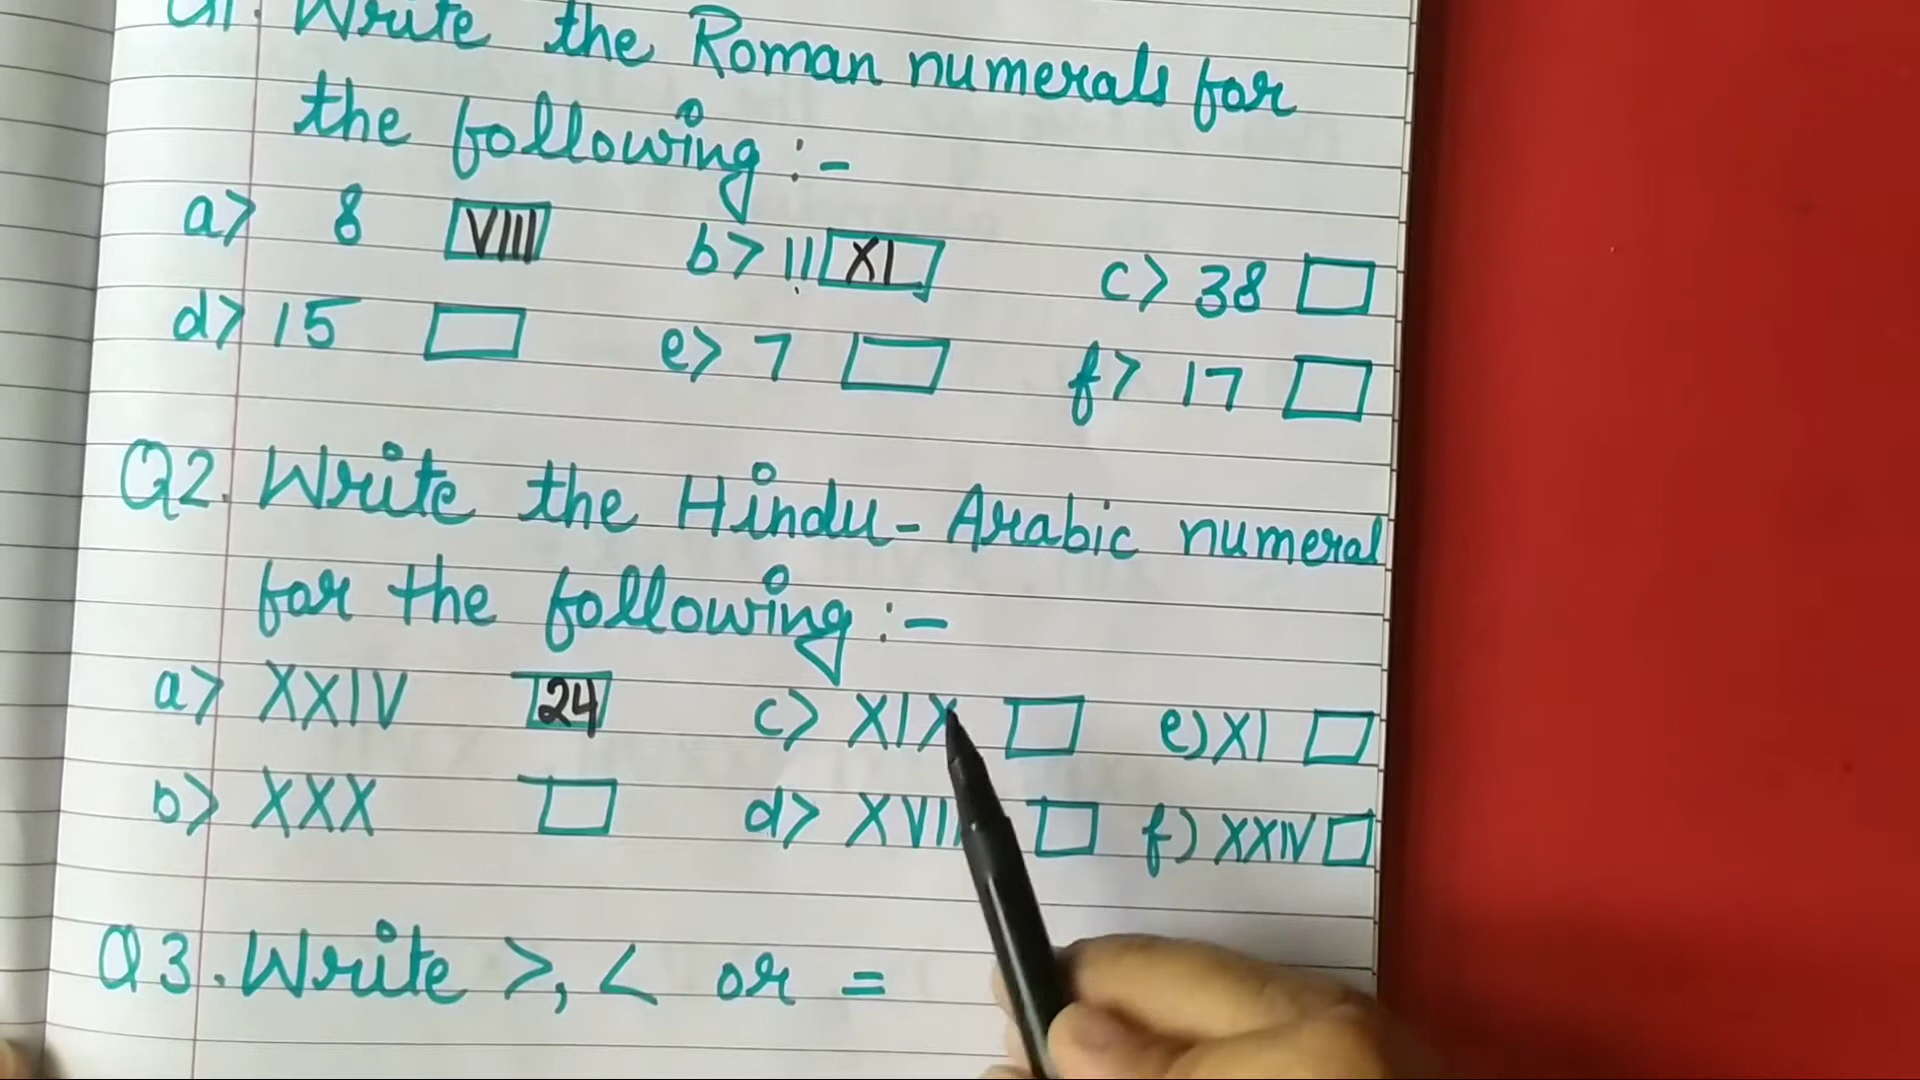 Q1. Write the Roman numerals for
the following :-
a> 8 VIII b> 11 XI c> 38
d> 15 e> 7 f> 17
Q2. Write the Hindu-Arabic numeral
for the following :-
a> XXIV 24 c> XIX e) XI
b> XXX d> f) XXIV
Q3. Write >, < or =